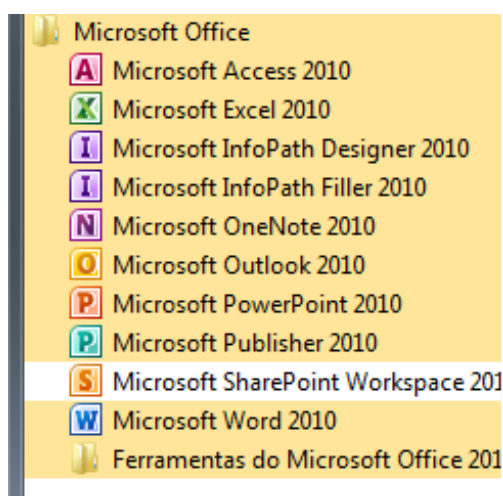 Microsoft Office
Microsoft Access 2010
Microsoft Excel 2010
Microsoft InfoPath Designer 2010
Microsoft InfoPath Filler 2010
Microsoft OneNote 2010
Microsoft Outlook 2010
Microsoft PowerPoint 2010
Microsoft Publisher 2010
Microsoft SharePoint Workspace 201
Microsoft Word 2010
Ferramentas do Microsoft Office 201